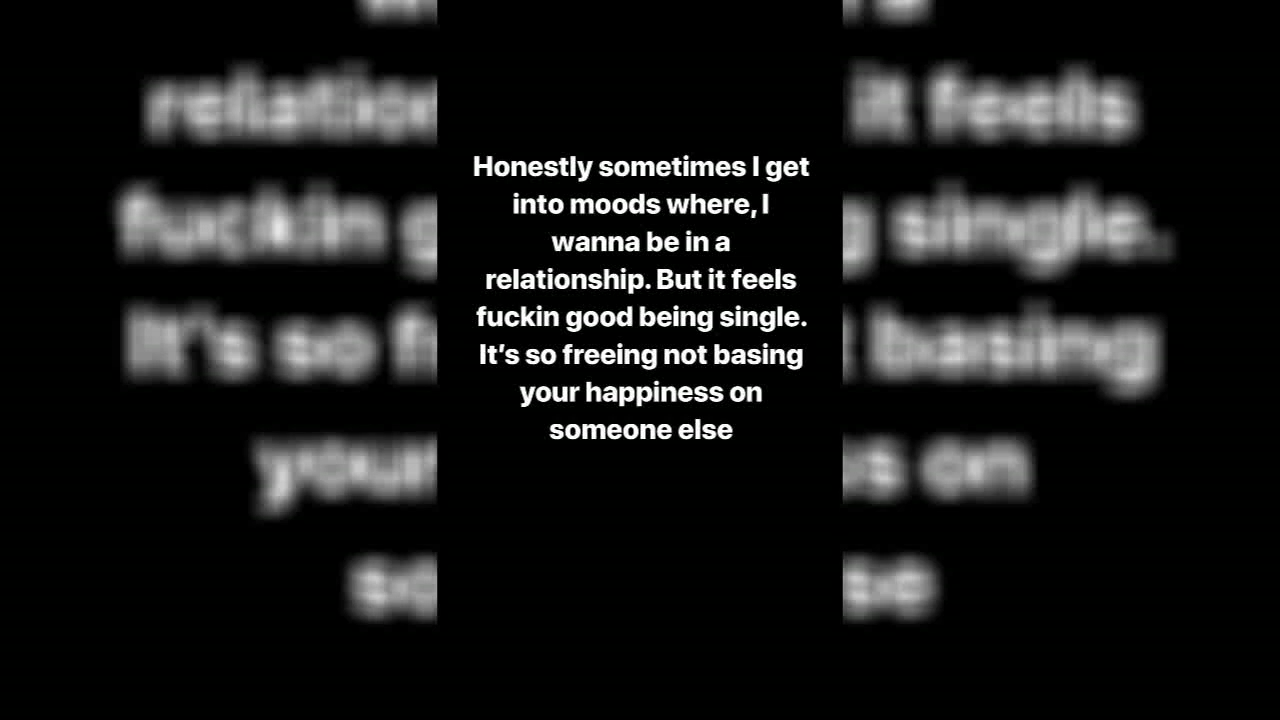 Honestly sometimes I get
into moods where, I
wanna be in a
relationship. But it feels
fuckin good being single.
It’s so freeing not basing
your happiness on
someone else